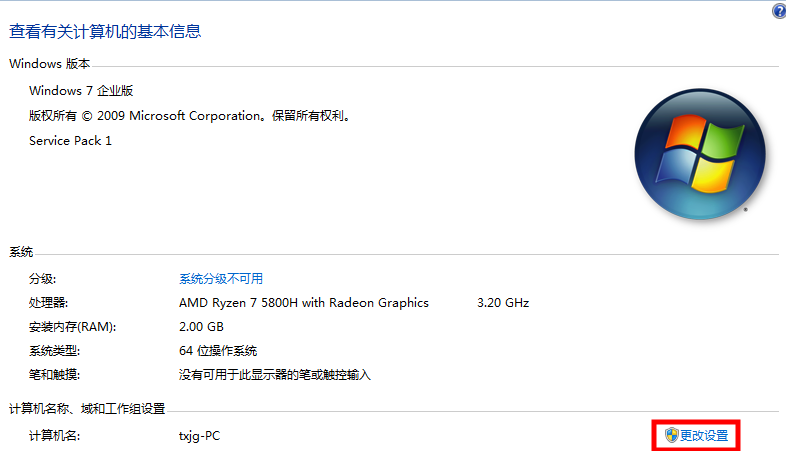 查看有关计算机的基本信息
Windows 版本
Windows 7 企业版
版权所有 © 2009 Microsoft Corporation。保留所有权利。
Service Pack 1
系统
分级: 系统分级不可用
处理器: AMD Ryzen 7 5800H with Radeon Graphics 3.20 GHz
安装内存(RAM): 2.00 GB
系统类型: 64 位操作系统
笔和触摸: 没有可用于此显示器的笔或触控输入
计算机名称、域和工作组设置
计算机名: txjg-PC 更改设置